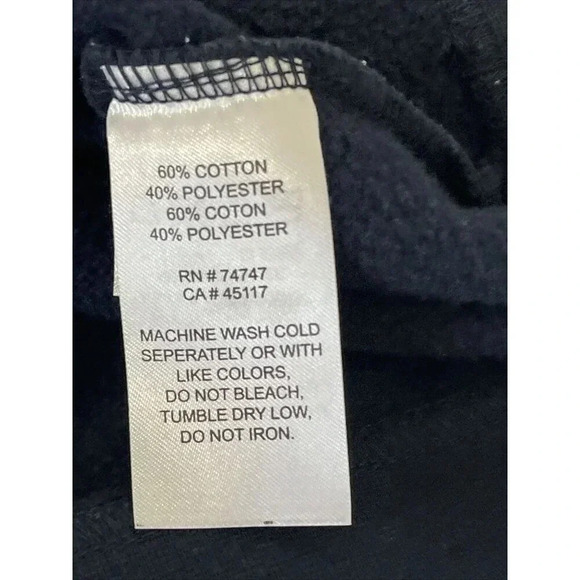 60% COTTON
40% POLYESTER
60% COTON
40% POLYESTER
RN # 74747
CA # 45117
MACHINE WASH COLD
SEPERATELY OR WITH
LIKE COLORS,
DO NOT BLEACH,
TUMBLE DRY LOW,
DO NOT IRON.